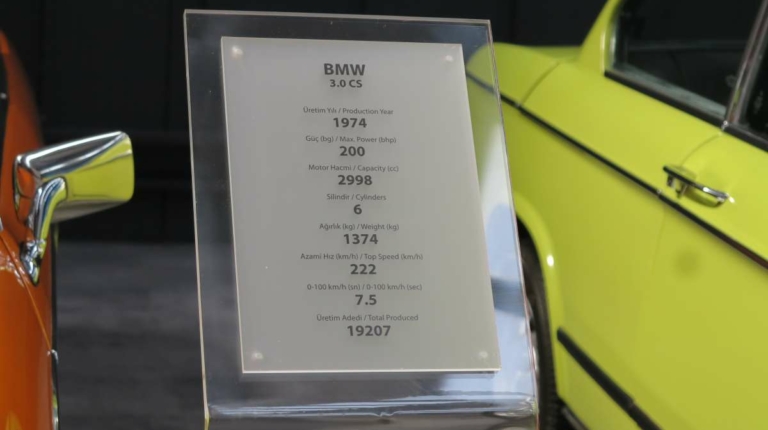 BMW
3.0 CS
Üretim Yılı / Production Year
1974
Güç (bg) / Max. Power (bhp)
200
Motor Hacmi / Capacity (cc)
2998
Silindir / Cylinders
6
Ağırlık (kg) / Weight (kg)
1374
Azami Hız (km/h) / Top Speed (km/h)
222
0-100 km/h (sn) / 0-100 km/h (sec)
7.5
Üretim Adedi / Total Produced
19207